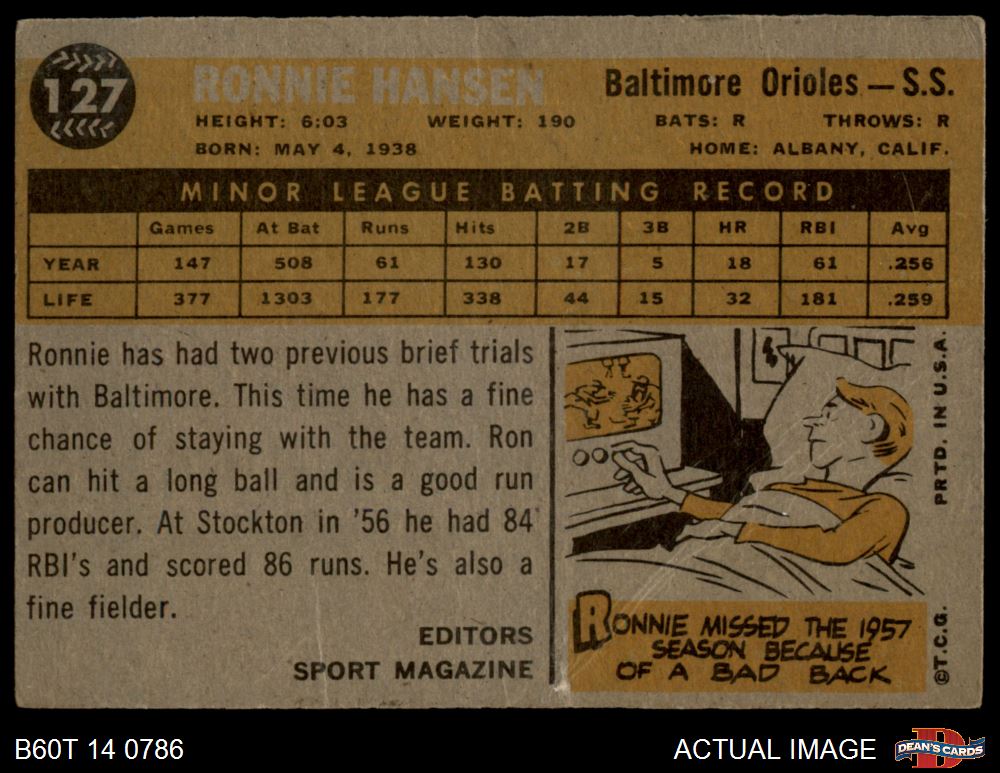 127
RONNIE HANSEN
Baltimore Orioles — S.S.
HEIGHT: 6:03 WEIGHT: 190 BATS: R THROWS: R
BORN: MAY 4, 1938 HOME: ALBANY, CALIF.
MINOR LEAGUE BATTING RECORD
Games At Bat Runs Hits 2B 3B HR RBI Avg
YEAR 147 508 61 130 17 5 18 61 .256
LIFE 377 1303 177 338 44 15 32 181 .259
Ronnie has had two previous brief trials
with Baltimore. This time he has a fine
chance of staying with the team. Ron
can hit a long ball and is a good run
producer. At Stockton in '56 he had 84
RBI's and scored 86 runs. He's also a
fine fielder.
EDITORS
SPORT MAGAZINE
RONNIE MISSED THE 1957
SEASON BECAUSE
OF A BAD BACK
PRTD. IN U.S.A.
©T.C.G.
B60T 14 0786
ACTUAL IMAGE
D
DEAN'S CARDS